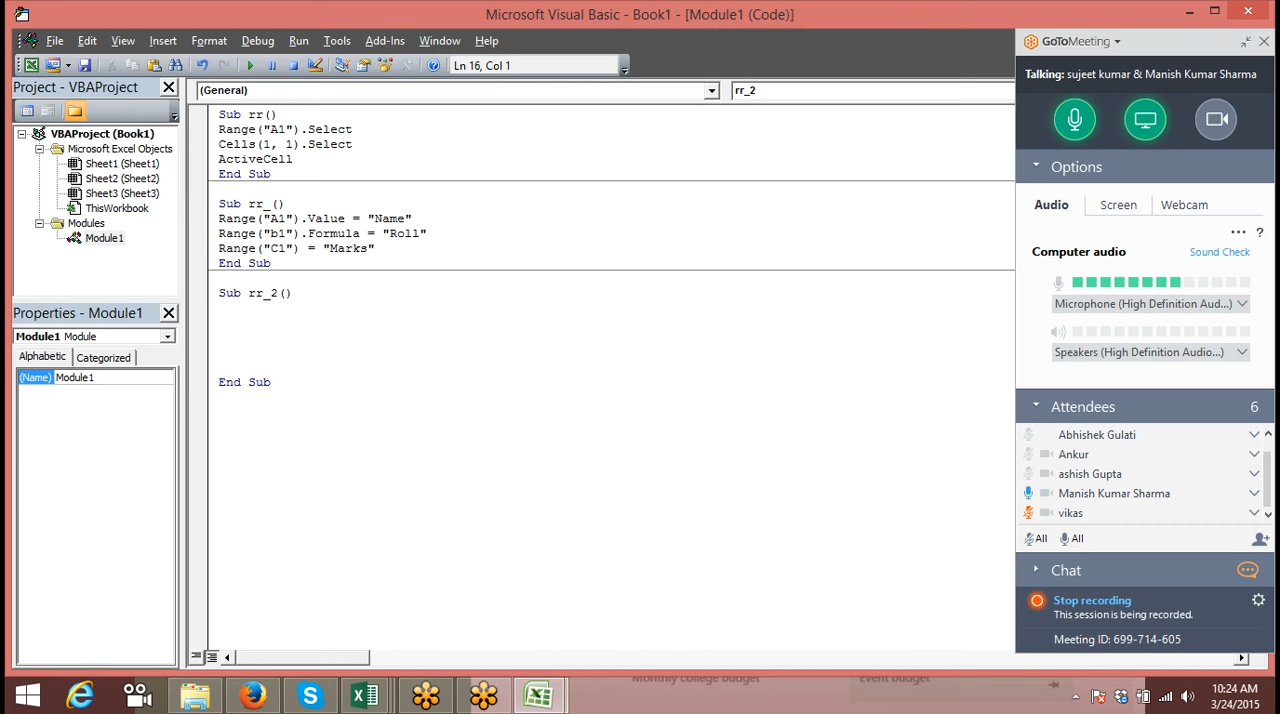 Microsoft Visual Basic - Book1 - [Module1 (Code)]
File Edit View Insert Format Debug Run Tools Add-Ins Window Help
Ln 16, Col 1
Project - VBAProject
VBAProject (Book1)
Microsoft Excel Objects
Sheet1 (Sheet1)
Sheet2 (Sheet2)
Sheet3 (Sheet3)
ThisWorkbook
Modules
Module1
Properties - Module1
Module1 Module
Alphabetic Categorized
(Name) Module1
(General) rr_2
Sub rr()
Range("A1").Select
Cells(1, 1).Select
ActiveCell
End Sub
Sub rr_()
Range("A1").Value = "Name"
Range("b1").Formula = "Roll"
Range("C1") = "Marks"
End Sub
Sub rr_2()
End Sub
GoToMeeting
Talking: sujeet kumar & Manish Kumar Sharma
Options
Audio Screen Webcam
... ?
Computer audio Sound Check
Microphone (High Definition Aud...)
Speakers (High Definition Audio...)
Attendees 6
Abhishek Gulati
Ankur
ashish Gupta
Manish Kumar Sharma
vikas
All All
Chat
Stop recording
This session is being recorded.
Meeting ID: 699-714-605
Monthly college budget Event budget
10:24 AM
3/24/2015